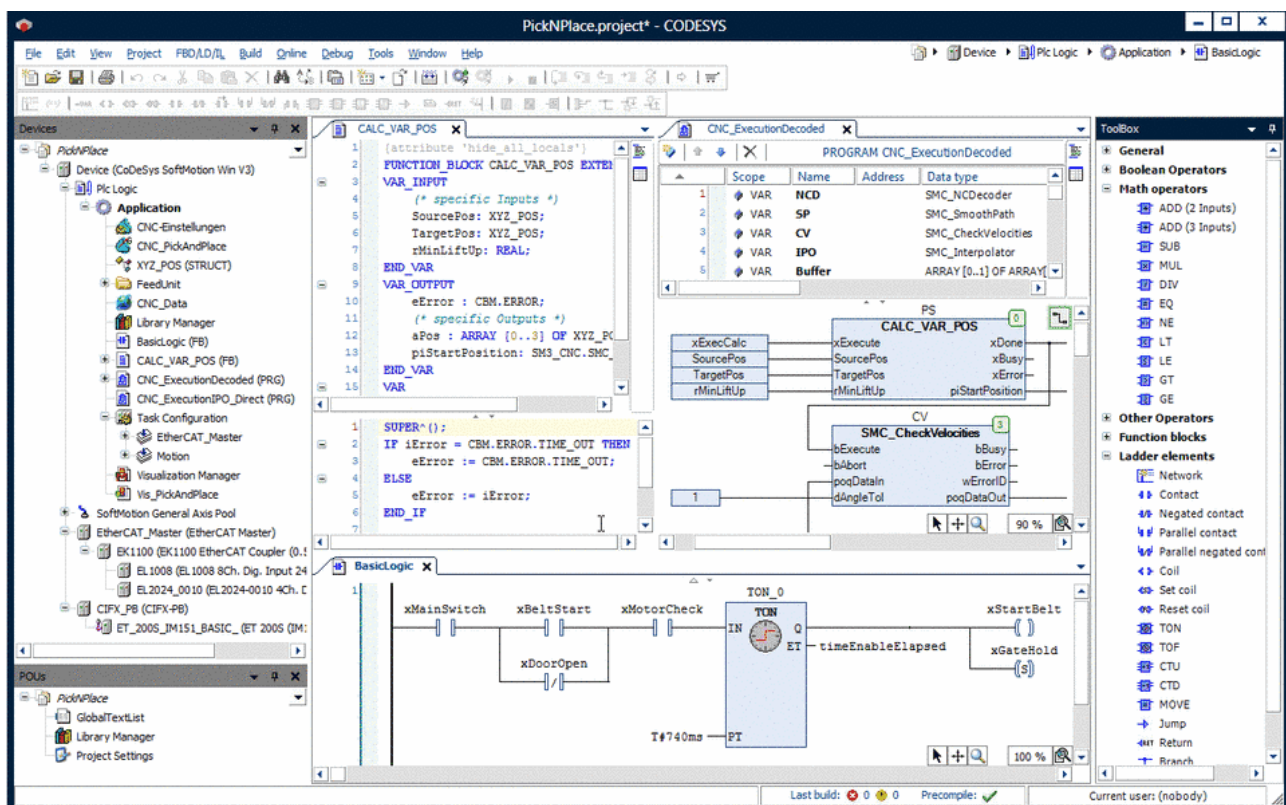 PickNPlace.project* - CODESYS
File Edit View Project FBD/LD/IL Build Online Debug Tools Window Help
Device Plc Logic Application BasicLogic
Devices
PickNPlace
Device (CoDeSys SoftMotion Win V3)
Plc Logic
Application
CNC-Einstellungen
CNC_PickAndPlace
XYZ_POS (STRUCT)
FeedUnit
CNC_Data
Library Manager
BasicLogic (FB)
CALC_VAR_POS (FB)
CNC_ExecutionDecoded (PRG)
CNC_ExecutionIPO_Direct (PRG)
Task Configuration
EtherCAT_Master
Motion
Visualization Manager
Vis_PickAndPlace
SoftMotion General Axis Pool
EtherCAT_Master (EtherCAT Master)
EK1100 (EK1100 EtherCAT Coupler (0.5
EL1008 (EL1008 8Ch. Dig. Input 24
EL2024_0010 (EL2024-0010 4Ch. D
CIFX_PB (CIFX-PB)
ET_200S_IM151_BASIC_ (ET 200S (IM:
POUs
PickNPlace
GlobalTextList
Library Manager
Project Settings
CALC_VAR_POS
1 {attribute 'hide_all_locals'}
2 FUNCTION_BLOCK CALC_VAR_POS EXTEN
3 VAR_INPUT
4 (* specific Inputs *)
5 SourcePos: XYZ_POS;
6 TargetPos: XYZ_POS;
7 rMinLiftUp: REAL;
8 END_VAR
9 VAR_OUTPUT
10 eError : CBM.ERROR;
11 (* specific Outputs *)
12 aPos : ARRAY [0..3] OF XYZ_PO
13 piStartPosition: SM3_CNC.SMC_
14 END_VAR
15 VAR
1 SUPER^();
2 IF iError = CBM.ERROR.TIME_OUT THEN
3 eError := CBM.ERROR.TIME_OUT;
4 ELSE
5 eError := iError;
6 END_IF
7
CNC_ExecutionDecoded
PROGRAM CNC_ExecutionDecoded
Scope Name Address Data type
1 VAR NCD SMC_NCDecoder
2 VAR SP SMC_SmoothPath
3 VAR CV SMC_CheckVelocities
4 VAR IPO SMC_Interpolator
5 VAR Buffer ARRAY [0..1] OF ARRAY[
PS
0
CALC_VAR_POS
xExecCalc xExecute xDone
SourcePos SourcePos xBusy
TargetPos TargetPos xError
rMinLiftUp rMinLiftUp piStartPosition
CV
3
SMC_CheckVelocities
bExecute bBusy
bAbort bError
poqDataIn wErrorID
1 dAngleTol poqDataOut
90 %
BasicLogic
1
TON_0
xMainSwitch xBeltStart xMotorCheck TON xStartBelt
IN Q
ET timeEnableElapsed xGateHold
S
xDoorOpen
T#740ms PT
100 %
ToolBox
General
Boolean Operators
Math operators
ADD (2 Inputs)
ADD (3 Inputs)
SUB
MUL
DIV
EQ
NE
LT
LE
GT
GE
Other Operators
Function blocks
Ladder elements
Network
Contact
Negated contact
Parallel contact
Parallel negated cont
Coil
Set coil
Reset coil
TON
TOF
CTU
CTD
MOVE
Jump
Return
Branch
Last build: 0 0 Precompile: Current user: (nobody)